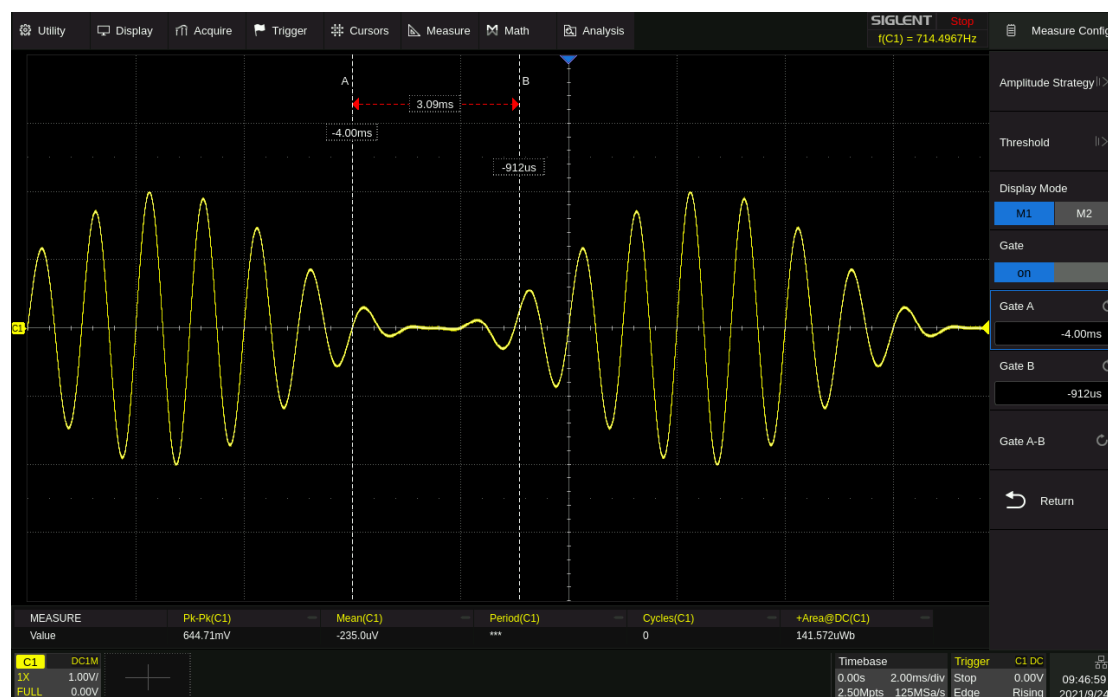 Utility Display Acquire Trigger Cursors Measure Math Analysis SIGLENT Stop
f(C1) = 714.4967Hz
Measure Config
A B
3.09ms
-4.00ms
-912us
C1
Amplitude Strategy
Threshold
Display Mode
M1 M2
Gate
on
Gate A
-4.00ms
Gate B
-912us
Gate A-B
Return
MEASURE Pk-Pk(C1) Mean(C1) Period(C1) Cycles(C1) +Area@DC(C1)
Value 644.71mV -235.0uV *** 0 141.572uWb
C1 DC1M
1X 1.00V/
FULL 0.00V
Timebase
0.00s 2.00ms/div
2.50Mpts 125MSa/s
Trigger C1 DC
Stop 0.00V
Edge Rising
09:46:59